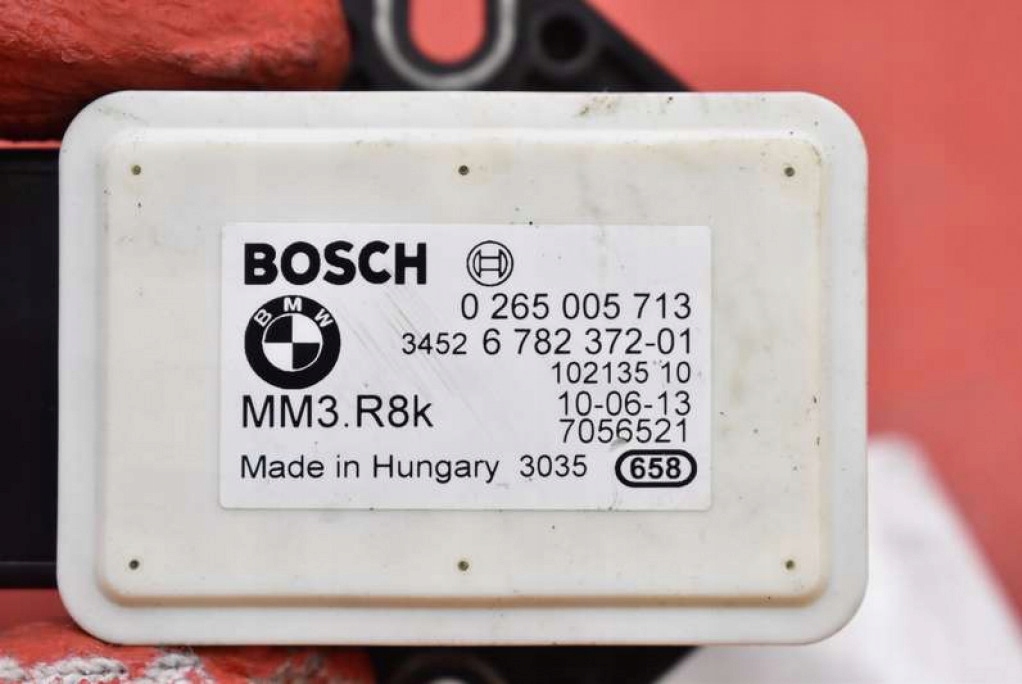 BOSCH
0 265 005 713
BMW
3452 6 782 372-01
102135 10
MM3.R8k
10-06-13
7056521
Made in Hungary 3035 658